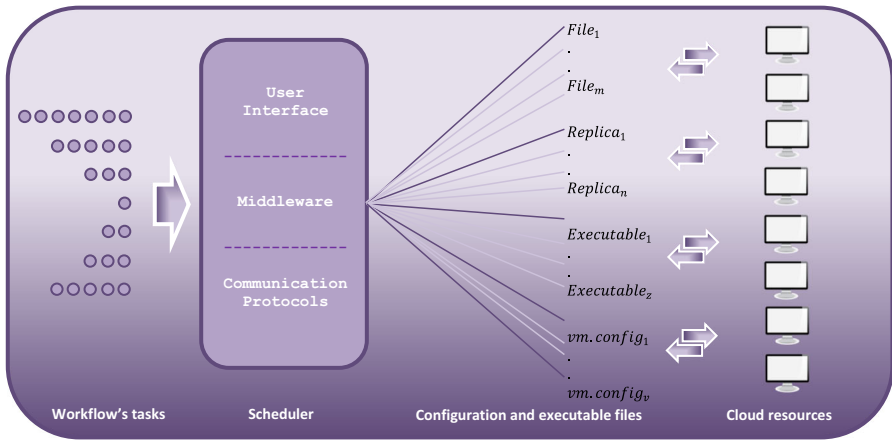 User
Interface
Middleware
Communication
Protocols
File₁
.
.
Fileₘ
Replica₁
.
.
Replicaₙ
Executable₁
.
.
Executable_z
vm.config₁
.
.
vm.configᵥ
Workflow's tasks
Scheduler
Configuration and executable files
Cloud resources